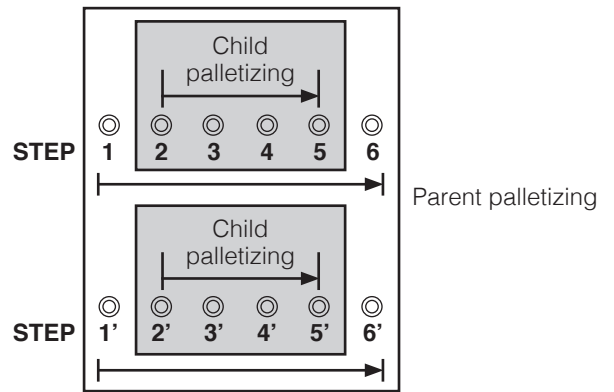 Child
palletizing
STEP 1 2 3 4 5 6
Parent palletizing
Child
palletizing
STEP 1’ 2’ 3’ 4’ 5’ 6’